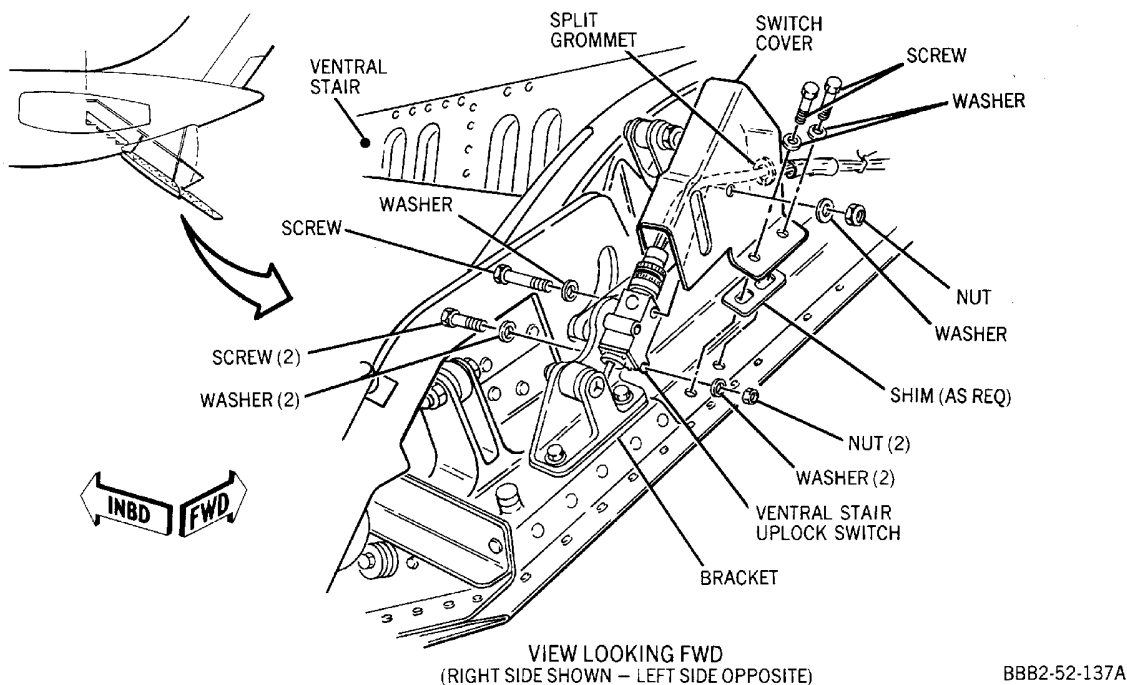 SPLIT
GROMMET
SWITCH
COVER
SCREW
VENTRAL
STAIR
WASHER
WASHER
SCREW
NUT
WASHER
SCREW (2)
WASHER (2)
SHIM (AS REQ)
NUT (2)
WASHER (2)
INBD
FWD
VENTRAL STAIR
UPLOCK SWITCH
BRACKET
VIEW LOOKING FWD
(RIGHT SIDE SHOWN – LEFT SIDE OPPOSITE)
BBB2-52-137A